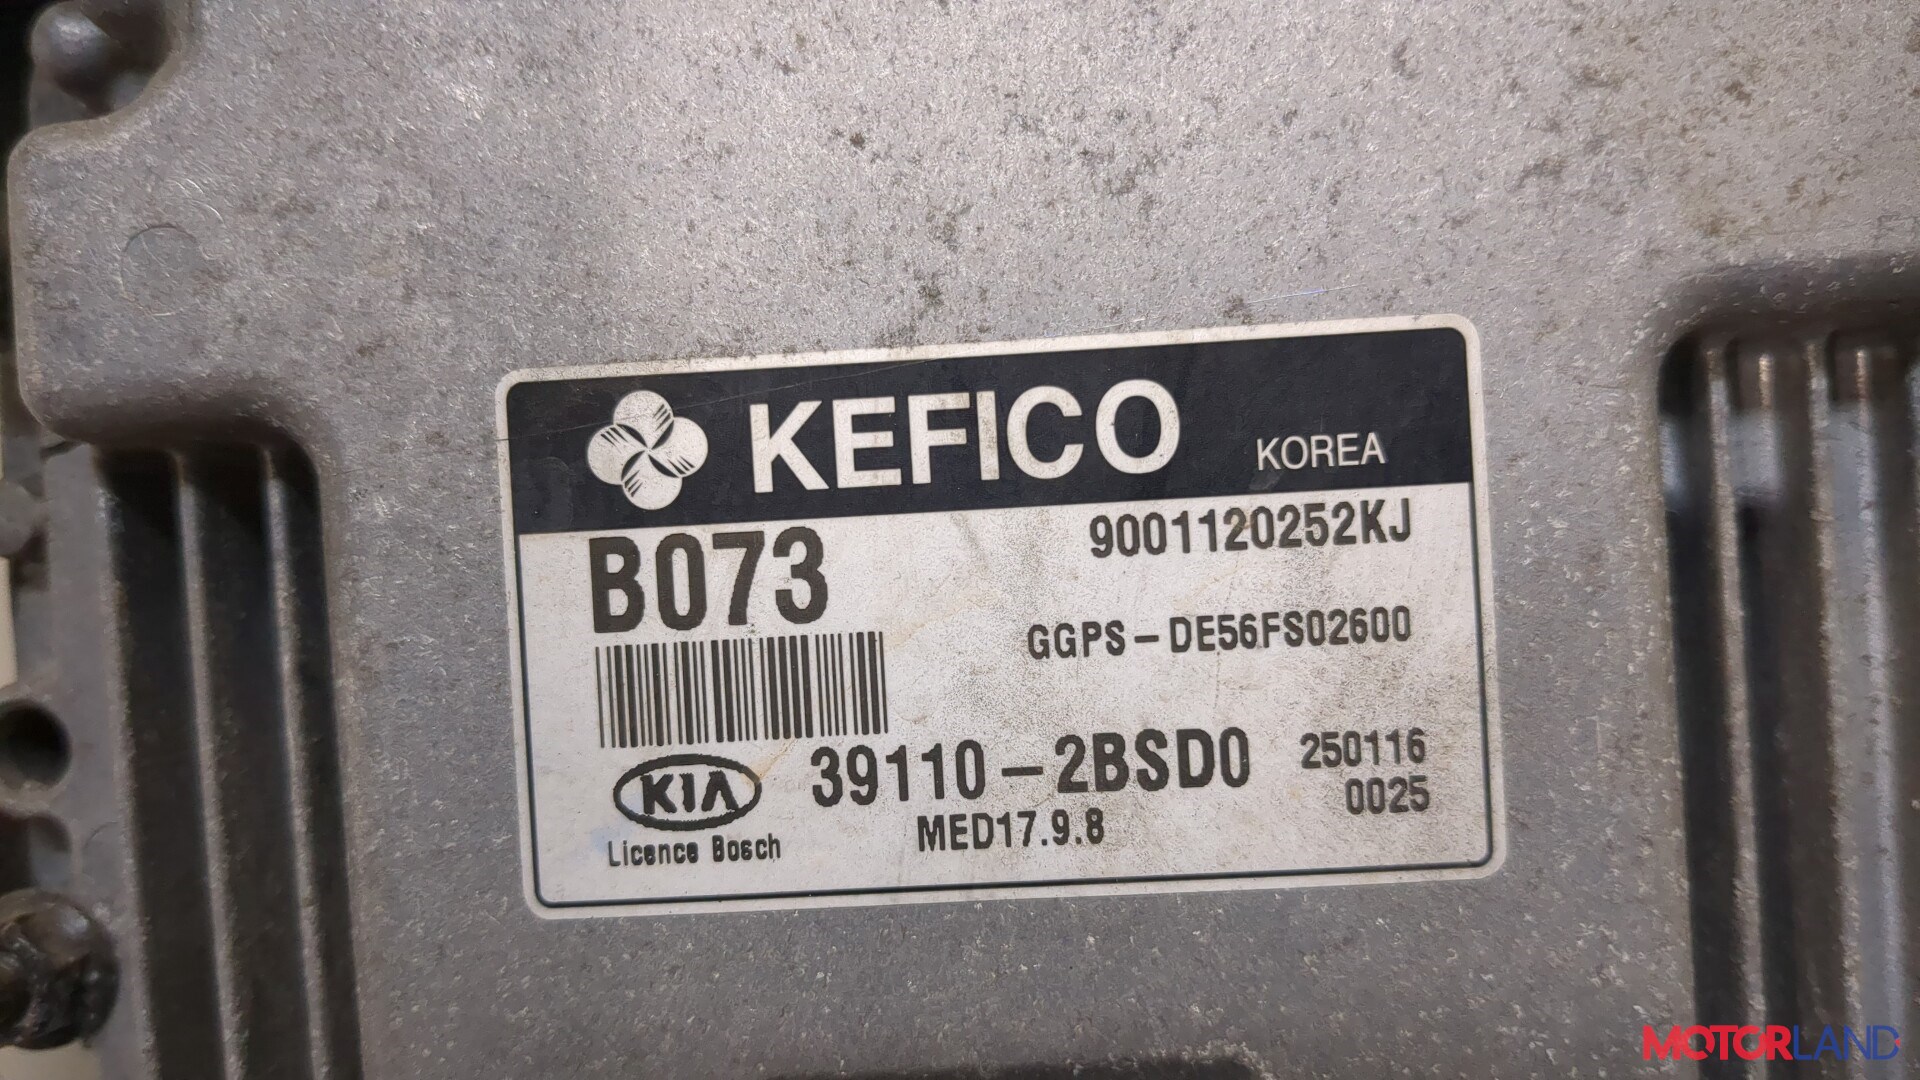 KEFICO KOREA
B073 9001120252KJ
GGPS-DE56FS02600
KIA 39110-2BSD0 250116
0025
Licence Bosch MED17.9.8
MOTORLAND